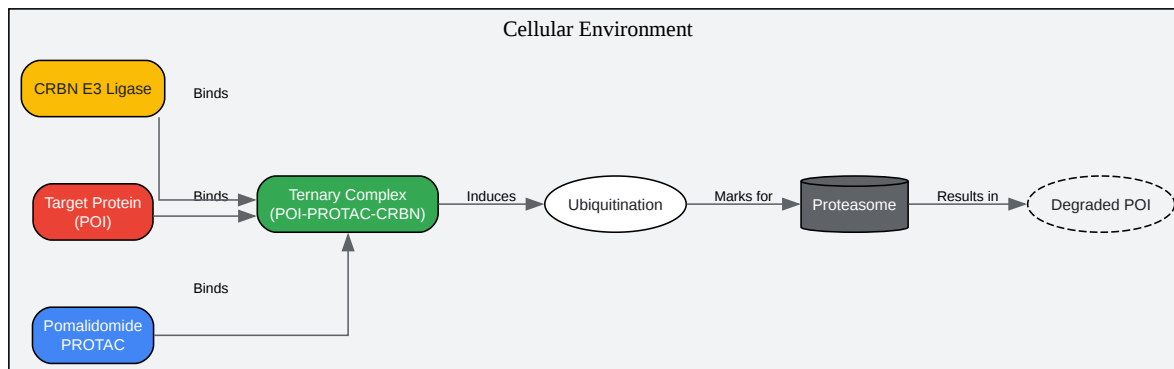 Cellular Environment
CRBN E3 Ligase
Binds
Target Protein
(POI)
Binds
Ternary Complex
(POI-PROTAC-CRBN)
Induces
Ubiquitination
Marks for
Proteasome
Results in
Degraded POI
Binds
Pomalidomide
PROTAC